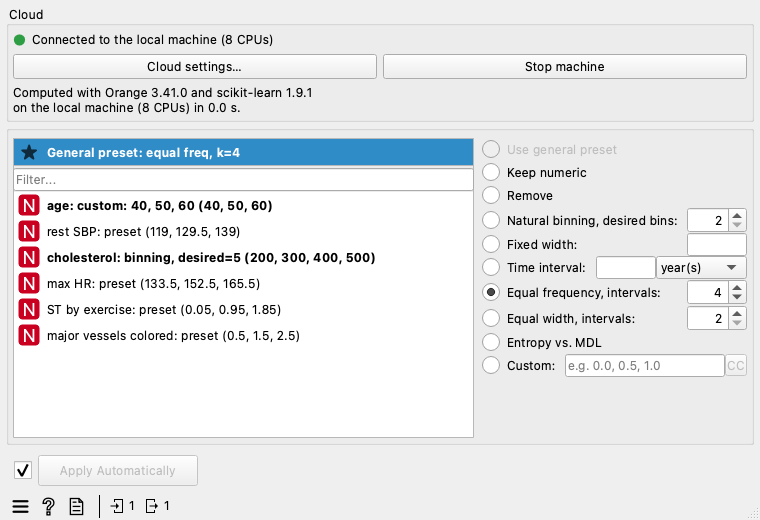 Cloud
Connected to the local machine (8 CPUs)
Cloud settings...
Stop machine
Computed with Orange 3.41.0 and scikit-learn 1.9.1
on the local machine (8 CPUs) in 0.0 s.
General preset: equal freq, k=4
Filter...
N age: custom: 40, 50, 60 (40, 50, 60)
N rest SBP: preset (119, 129.5, 139)
N cholesterol: binning, desired=5 (200, 300, 400, 500)
N max HR: preset (133.5, 152.5, 165.5)
N ST by exercise: preset (0.05, 0.95, 1.85)
N major vessels colored: preset (0.5, 1.5, 2.5)
Use general preset
Keep numeric
Remove
Natural binning, desired bins: 2
Fixed width:
Time interval: year(s)
Equal frequency, intervals: 4
Equal width, intervals: 2
Entropy vs. MDL
Custom: e.g. 0.0, 0.5, 1.0 CC
Apply Automatically
? 1 1